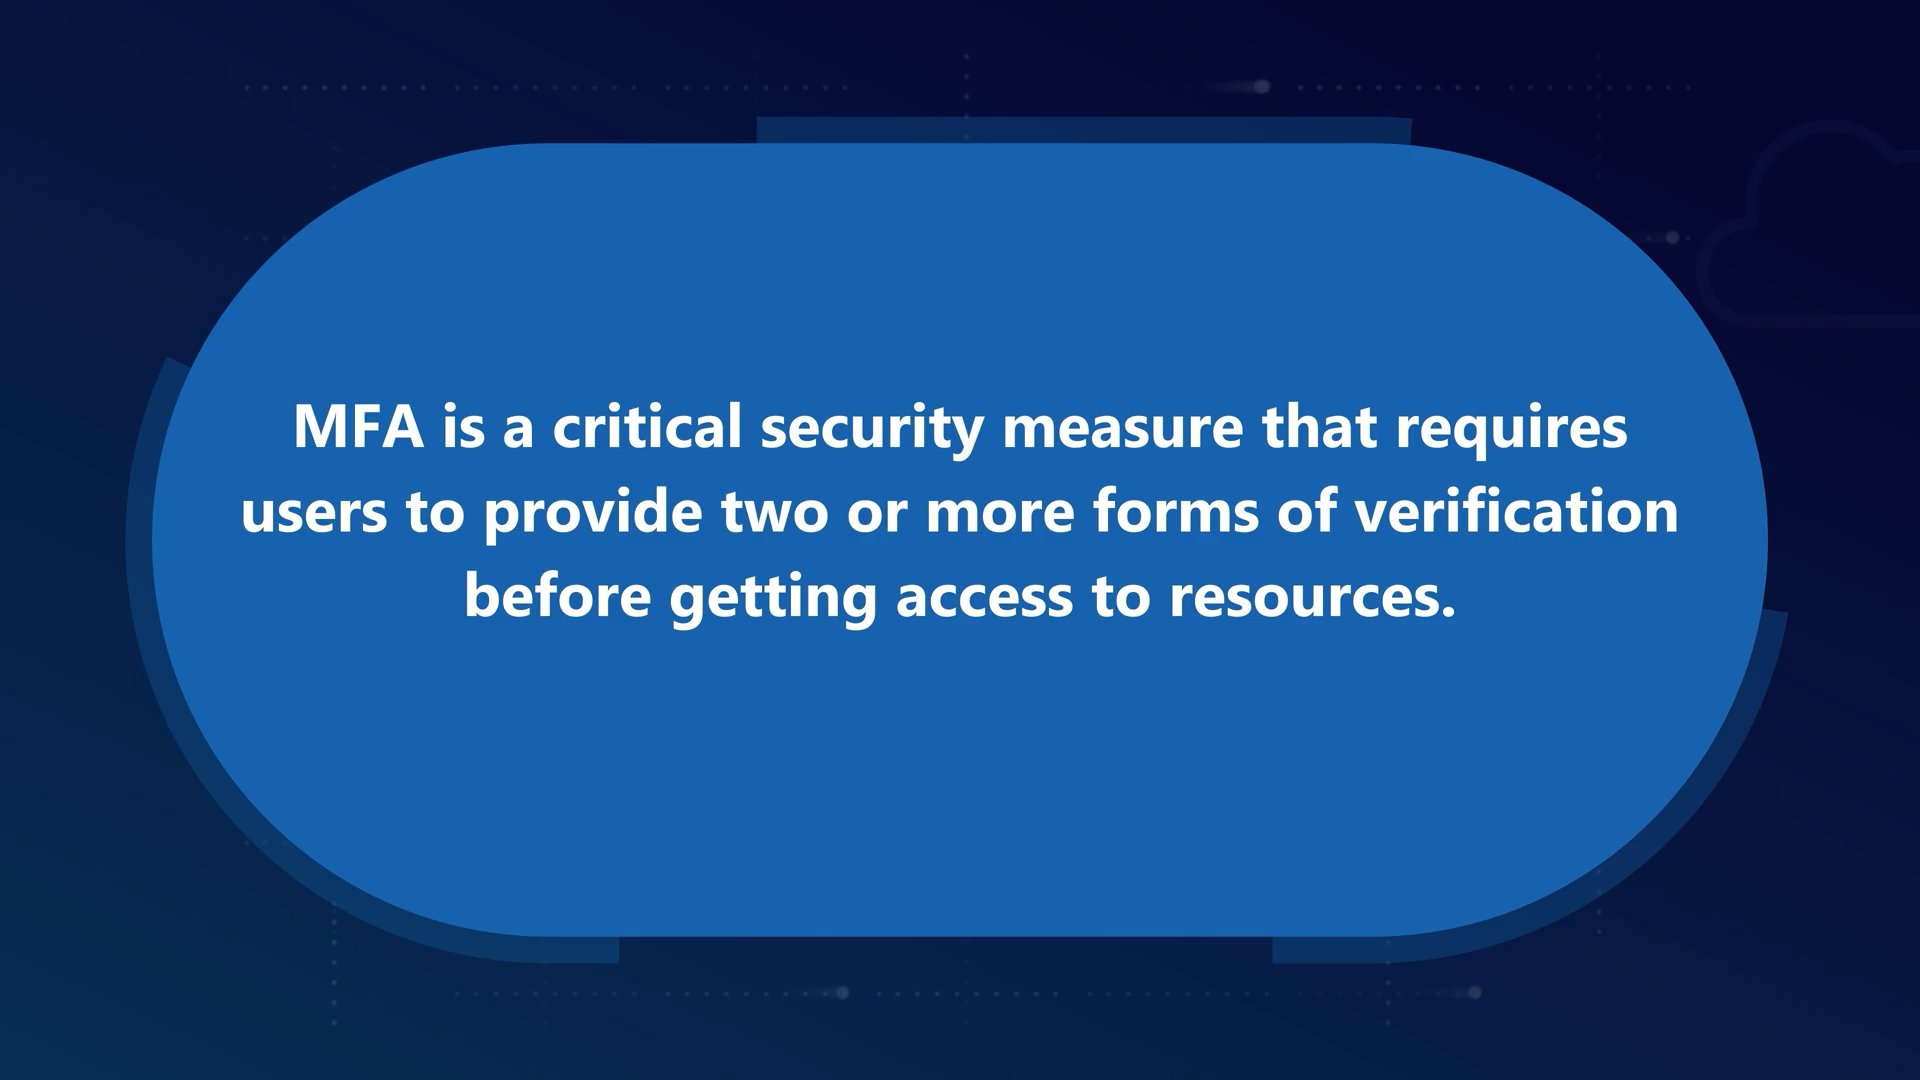 MFA is a critical security measure that requires
users to provide two or more forms of verification
before getting access to resources.